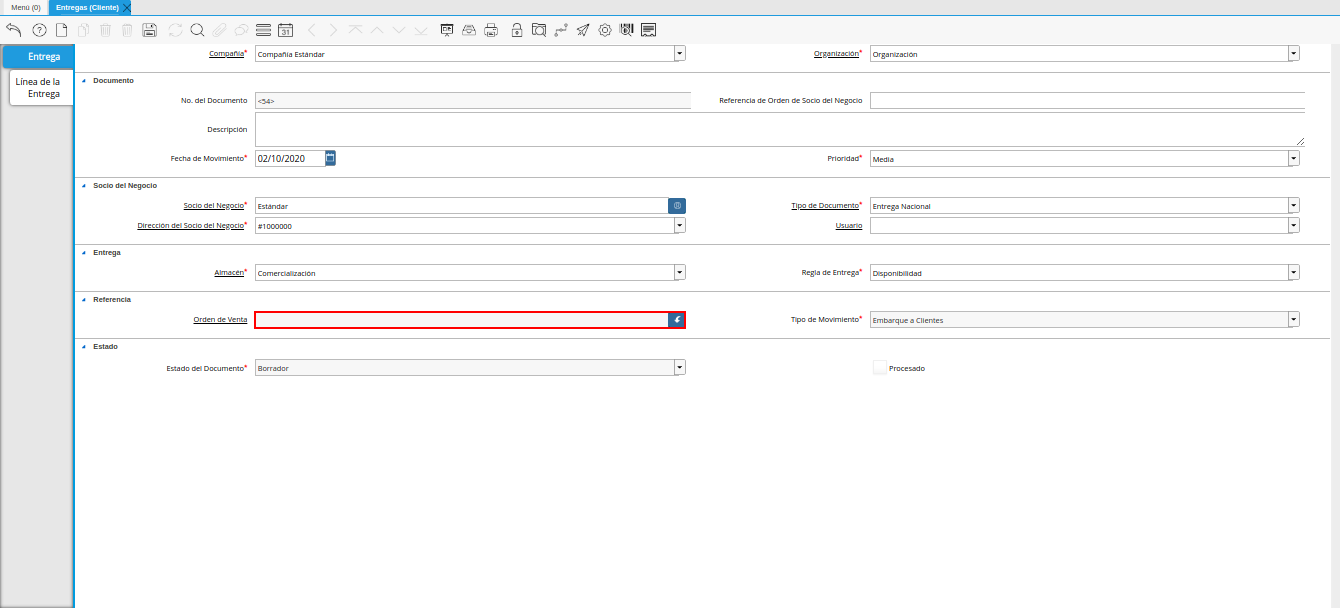 Menú (0)
Entregas (Cliente)
31
Entrega
Línea de la
Entrega
Compañía* Compañía Estándar
Organización* Organización
Documento
No. del Documento <54>
Referencia de Orden de Socio del Negocio
Descripción
Fecha de Movimiento* 02/10/2020
Prioridad* Media
Socio del Negocio
Socio del Negocio* Estándar
Tipo de Documento* Entrega Nacional
Dirección del Socio del Negocio* #1000000
Usuario
Entrega
Almacén* Comercialización
Regla de Entrega* Disponibilidad
Referencia
Orden de Venta
Tipo de Movimiento* Embarque a Clientes
Estado
Estado del Documento* Borrador
Procesado